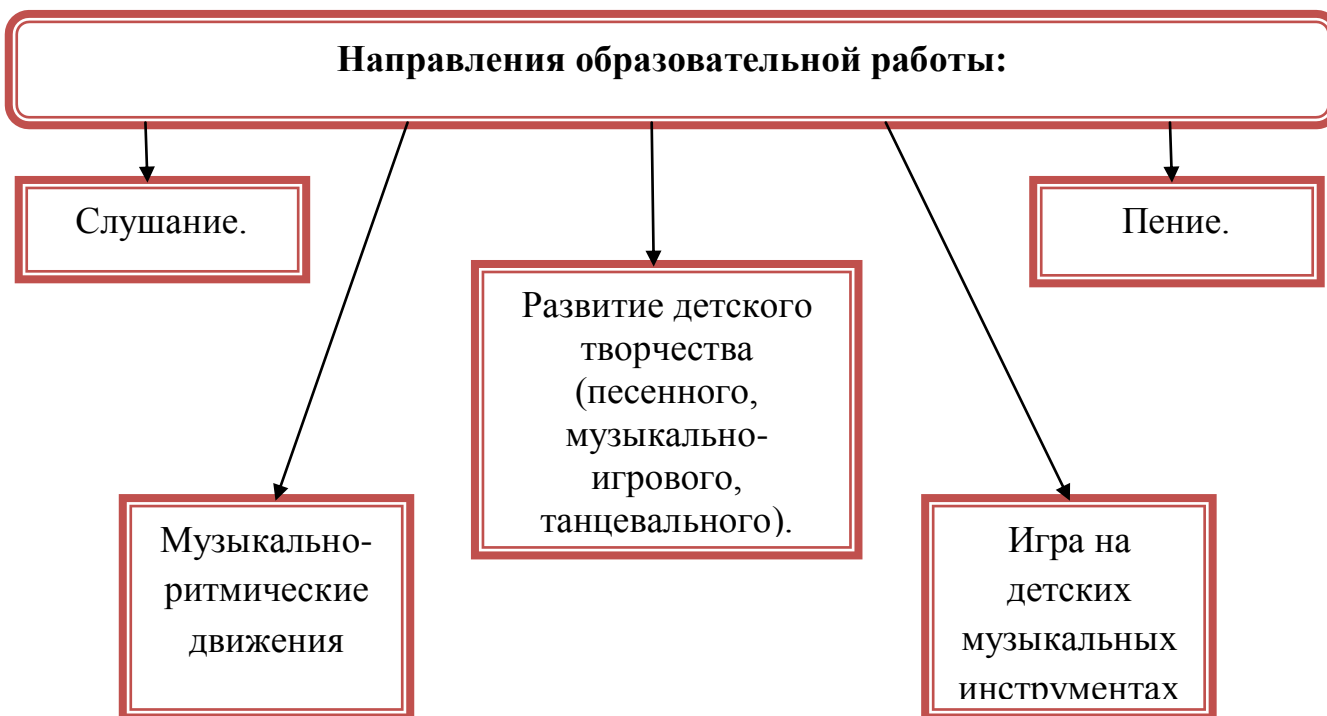 Направления образовательной работы:
Слушание.
Пение.
Развитие детского
творчества
(песенного,
музыкально-
игрового,
танцевального).
Музыкально-
ритмические
движения
Игра на
детских
музыкальных
инструментах